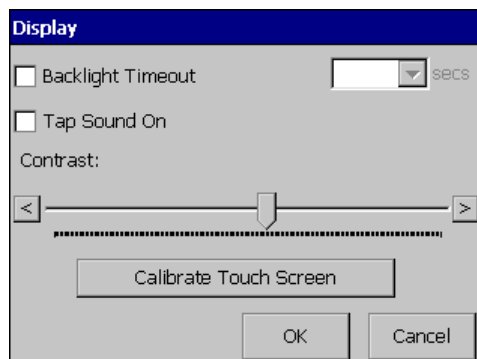 Display
Backlight Timeout secs
Tap Sound On
Contrast:
< >
Calibrate Touch Screen
OK Cancel